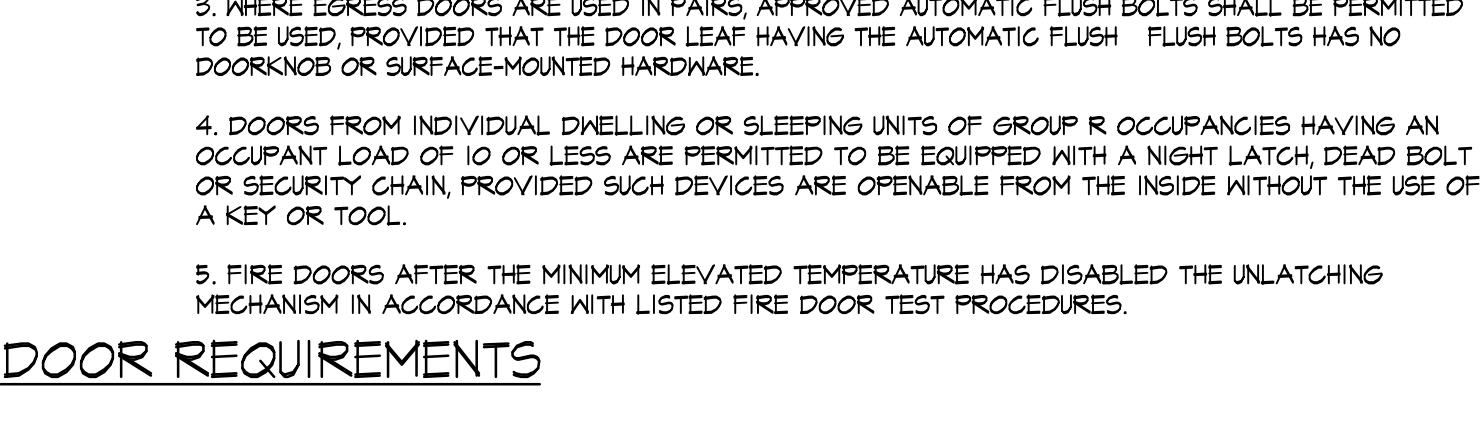 3. WHERE EGRESS DOORS ARE USED IN PAIRS, APPROVED AUTOMATIC FLUSH BOLTS SHALL BE PERMITTED
TO BE USED, PROVIDED THAT THE DOOR LEAF HAVING THE AUTOMATIC FLUSH FLUSH BOLTS HAS NO
DOORKNOB OR SURFACE-MOUNTED HARDWARE.
4. DOORS FROM INDIVIDUAL DWELLING OR SLEEPING UNITS OF GROUP R OCCUPANCIES HAVING AN
OCCUPANT LOAD OF 10 OR LESS ARE PERMITTED TO BE EQUIPPED WITH A NIGHT LATCH, DEAD BOLT
OR SECURITY CHAIN, PROVIDED SUCH DEVICES ARE OPENABLE FROM THE INSIDE WITHOUT THE USE OF
A KEY OR TOOL.
5. FIRE DOORS AFTER THE MINIMUM ELEVATED TEMPERATURE HAS DISABLED THE UNLATCHING
MECHANISM IN ACCORDANCE WITH LISTED FIRE DOOR TEST PROCEDURES.
DOOR REQUIREMENTS